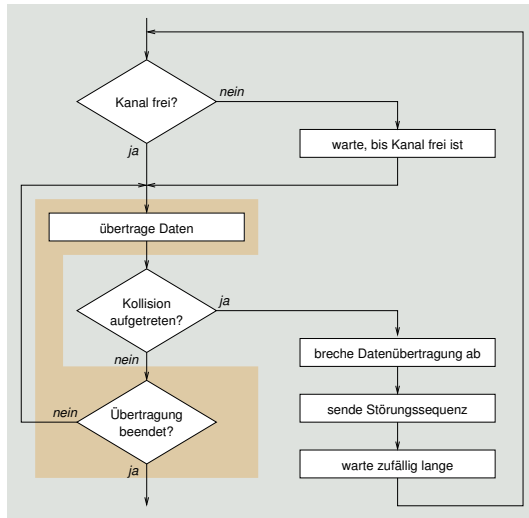 Kanal frei?
nein
ja
warte, bis Kanal frei ist
übertrage Daten
Kollision
aufgetreten?
ja
nein
breche Datenübertragung ab
Übertragung
beendet?
nein
ja
sende Störungssequenz
warte zufällig lange